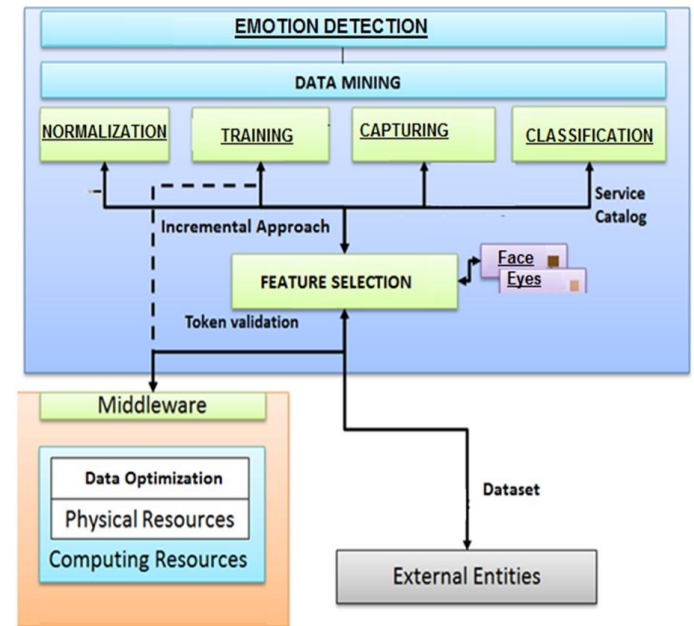 EMOTION DETECTION
DATA MINING
NORMALIZATION
TRAINING
CAPTURING
CLASSIFICATION
Service
Catalog
Incremental Approach
FEATURE SELECTION
Face
Eyes
Token validation
Middleware
Data Optimization
Physical Resources
Computing Resources
Dataset
External Entities